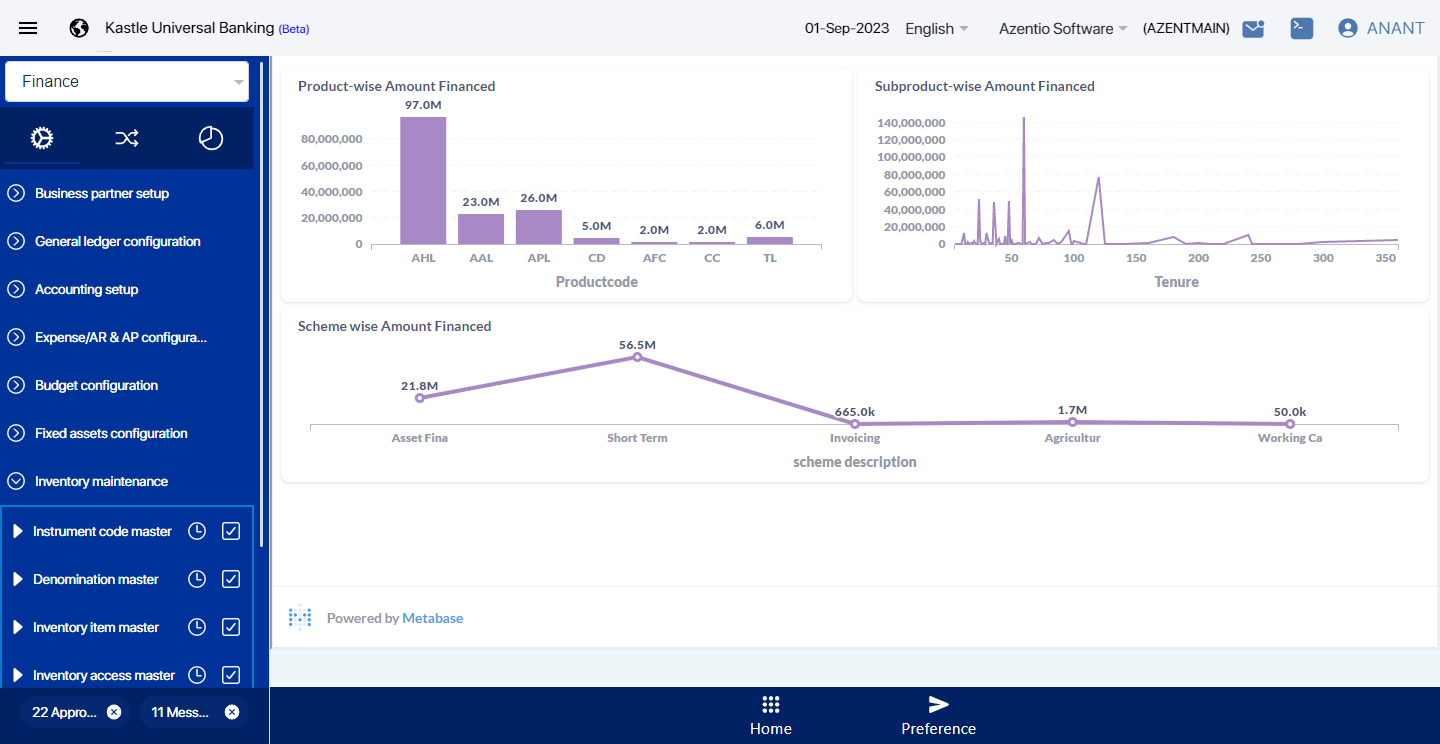 Kastle Universal Banking (Beta)
01-Sep-2023
English
Azentio Software
(AZENTMAIN)
ANANT
Finance
Business partner setup
General ledger configuration
Accounting setup
Expense/AR & AP configura...
Budget configuration
Fixed assets configuration
Inventory maintenance
Instrument code master
Denomination master
Inventory item master
Inventory access master
22 Appro...
11 Mess...
Product-wise Amount Financed
97.0M
80,000,000
60,000,000
40,000,000
20,000,000
0
23.0M
26.0M
5.0M
2.0M
2.0M
6.0M
AHL AAL APL CD AFC CC TL
Productcode
Subproduct-wise Amount Financed
140,000,000
120,000,000
100,000,000
80,000,000
60,000,000
40,000,000
20,000,000
0
50 100 150 200 250 300 350
Tenure
Scheme wise Amount Financed
56.5M
21.8M
665.0k
1.7M
50.0k
Asset Fina Short Term Invoicing Agricultur Working Ca
scheme description
Powered by Metabase
Home
Preference